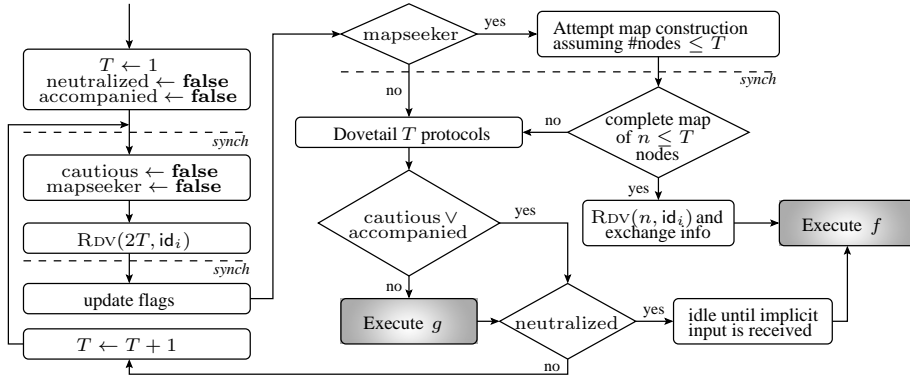 T ← 1
neutralized ← false
accompanied ← false
synch
cautious ← false
mapseeker ← false
RDV(2T, id_i)
synch
update flags
T ← T + 1
mapseeker
yes
Attempt map construction
assuming #nodes ≤ T
synch
no
Dovetail T protocols
no
complete map
of n ≤ T
nodes
yes
RDV(n, id_i) and
exchange info
Execute f
cautious ∨
accompanied
yes
no
Execute g
neutralized
yes
idle until implicit
input is received
no